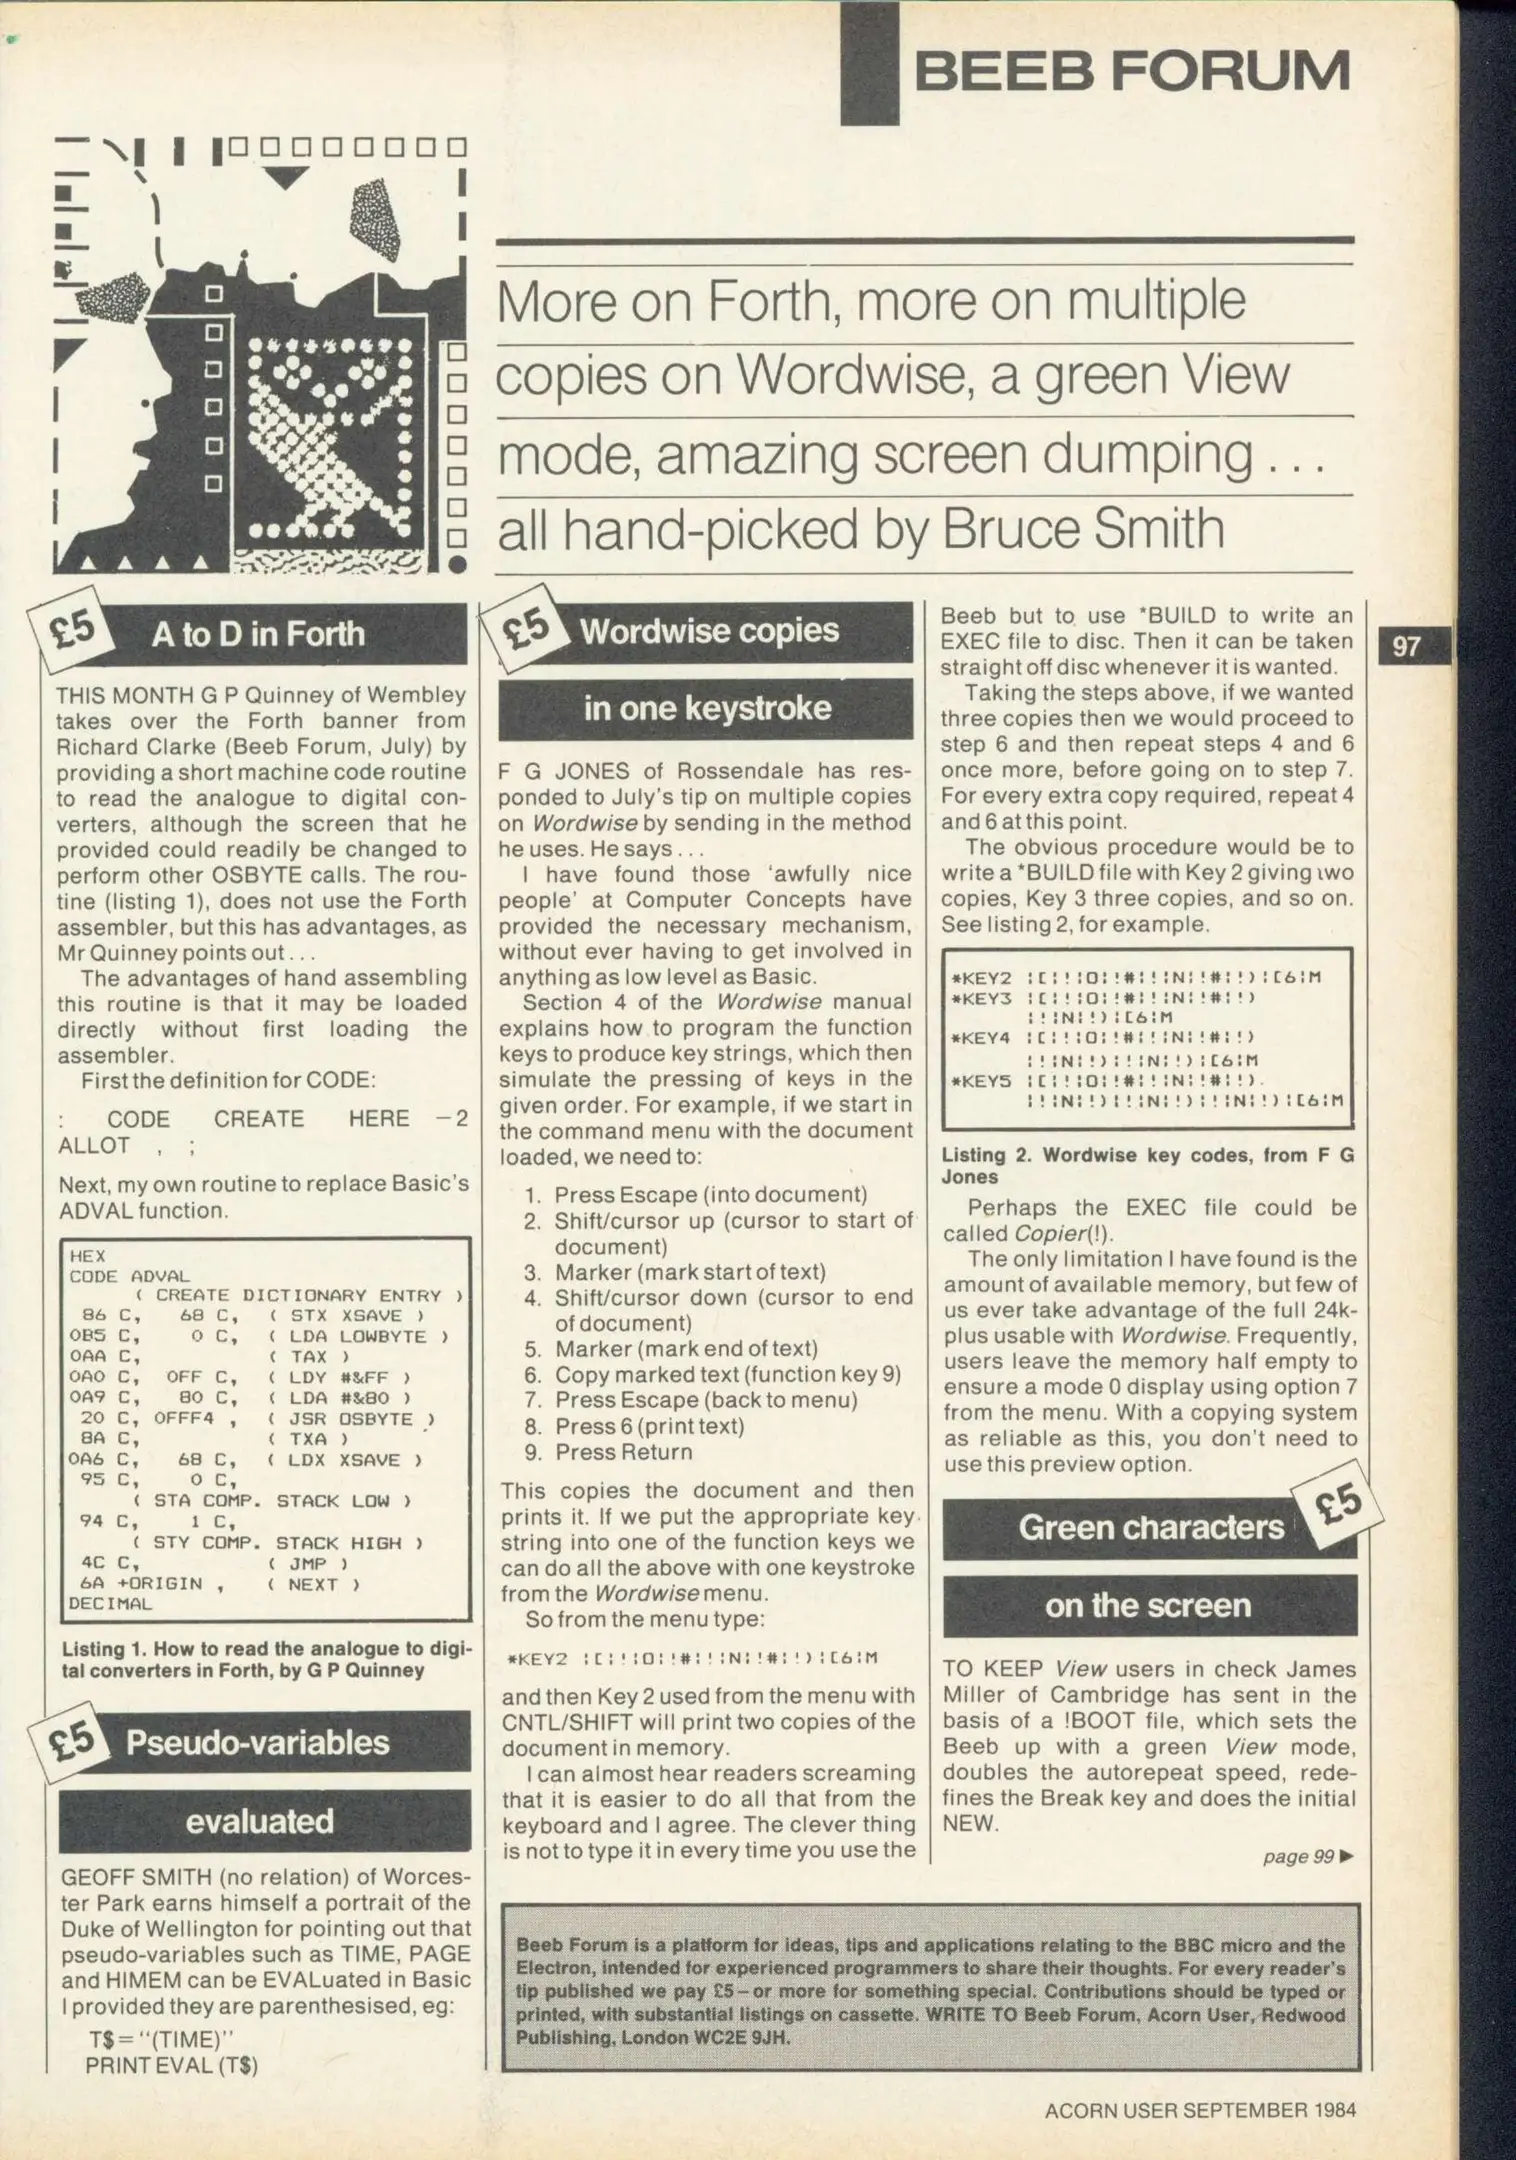 BEEB FORUM
More on Forth, more on multiple
copies on Wordwise, a green View
mode, amazing screen dumping ...
all hand-picked by Bruce Smith
£5
A to D in Forth
THIS MONTH G P Quinney of Wembley
takes over the Forth banner from
Richard Clarke (Beeb Forum, July) by
providing a short machine code routine
to read the analogue to digital con-
verters, although the screen that he
provided could readily be changed to
perform other OSBYTE calls. The rou-
tine (listing 1), does not use the Forth
assembler, but this has advantages, as
Mr Quinney points out . . .
The advantages of hand assembling
this routine is that it may be loaded
directly without first loading the
assembler.
First the definition for CODE:
: CODE CREATE HERE −2
ALLOT , ;
Next, my own routine to replace Basic's
ADVAL function.
HEX
CODE ADVAL
( CREATE DICTIONARY ENTRY )
86 C, 68 C, ( STX XSAVE )
0B5 C, 0 C, ( LDA LOWBYTE )
0AA C, ( TAX )
0A0 C, 0FF C, ( LDY #&FF )
0A9 C, 80 C, ( LDA #&80 )
20 C, 0FFF4 , ( JSR OSBYTE )
8A C, ( TXA )
0A6 C, 68 C, ( LDX XSAVE )
95 C, 0 C,
( STA COMP. STACK LOW )
94 C, 1 C,
( STY COMP. STACK HIGH )
4C C, ( JMP )
6A +ORIGIN , ( NEXT )
DECIMAL
Listing 1. How to read the analogue to digi-
tal converters in Forth, by G P Quinney
£5
Pseudo-variables
evaluated
GEOFF SMITH (no relation) of Worces-
ter Park earns himself a portrait of the
Duke of Wellington for pointing out that
pseudo-variables such as TIME, PAGE
and HIMEM can be EVALuated in Basic
I provided they are parenthesised, eg:
T$ = "(TIME)"
PRINT EVAL (T$)
£5
Wordwise copies
in one keystroke
F G JONES of Rossendale has res-
ponded to July's tip on multiple copies
on Wordwise by sending in the method
he uses. He says . . .
I have found those 'awfully nice
people' at Computer Concepts have
provided the necessary mechanism,
without ever having to get involved in
anything as low level as Basic.
Section 4 of the Wordwise manual
explains how to program the function
keys to produce key strings, which then
simulate the pressing of keys in the
given order. For example, if we start in
the command menu with the document
loaded, we need to:
1. Press Escape (into document)
2. Shift/cursor up (cursor to start of
document)
3. Marker (mark start of text)
4. Shift/cursor down (cursor to end
of document)
5. Marker (mark end of text)
6. Copy marked text (function key 9)
7. Press Escape (back to menu)
8. Press 6 (print text)
9. Press Return
This copies the document and then
prints it. If we put the appropriate key
string into one of the function keys we
can do all the above with one keystroke
from the Wordwise menu.
So from the menu type:
*KEY2 ¦[¦!¦O¦!#¦!¦N¦!#¦!)¦[6¦M
and then Key 2 used from the menu with
CNTL/SHIFT will print two copies of the
document in memory.
I can almost hear readers screaming
that it is easier to do all that from the
keyboard and I agree. The clever thing
is not to type it in every time you use the
Beeb but to use *BUILD to write an
EXEC file to disc. Then it can be taken
straight off disc whenever it is wanted.
Taking the steps above, if we wanted
three copies then we would proceed to
step 6 and then repeat steps 4 and 6
once more, before going on to step 7.
For every extra copy required, repeat 4
and 6 at this point.
The obvious procedure would be to
write a *BUILD file with Key 2 giving two
copies, Key 3 three copies, and so on.
See listing 2, for example.
*KEY2 ¦[¦!¦O¦!#¦!¦N¦!#¦!)¦[6¦M
*KEY3 ¦[¦!¦O¦!#¦!¦N¦!#¦!)
¦!¦N¦!)¦[6¦M
*KEY4 ¦[¦!¦O¦!#¦!¦N¦!#¦!)
¦!¦N¦!)¦!¦N¦!)¦[6¦M
*KEY5 ¦[¦!¦O¦!#¦!¦N¦!#¦!)
¦!¦N¦!)¦!¦N¦!)¦!¦N¦!)¦[6¦M
Listing 2. Wordwise key codes, from F G
Jones
Perhaps the EXEC file could be
called Copier(!).
The only limitation I have found is the
amount of available memory, but few of
us ever take advantage of the full 24k-
plus usable with Wordwise. Frequently,
users leave the memory half empty to
ensure a mode 0 display using option 7
from the menu. With a copying system
as reliable as this, you don't need to
use this preview option.
£5
Green characters
on the screen
TO KEEP View users in check James
Miller of Cambridge has sent in the
basis of a !BOOT file, which sets the
Beeb up with a green View mode,
doubles the autorepeat speed, rede-
fines the Break key and does the initial
NEW.
page 99 ►
97
Beeb Forum is a platform for ideas, tips and applications relating to the BBC micro and the
Electron, intended for experienced programmers to share their thoughts. For every reader's
tip published we pay £5 – or more for something special. Contributions should be typed or
printed, with substantial listings on cassette. WRITE TO Beeb Forum, Acorn User, Redwood
Publishing, London WC2E 9JH.
ACORN USER SEPTEMBER 1984